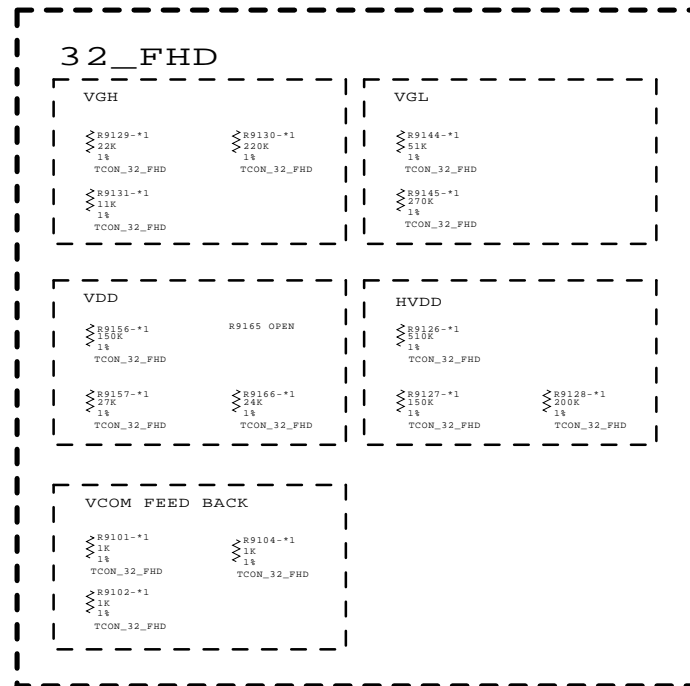 32_FHD
VGH
R9129-*1
22K
1%
TCON_32_FHD
R9130-*1
220K
1%
TCON_32_FHD
R9131-*1
11K
1%
TCON_32_FHD
VGL
R9144-*1
51K
1%
TCON_32_FHD
R9145-*1
270K
1%
TCON_32_FHD
VDD
R9156-*1
150K
1%
TCON_32_FHD
R9165 OPEN
R9157-*1
27K
1%
TCON_32_FHD
R9166-*1
24K
1%
TCON_32_FHD
HVDD
R9126-*1
510K
1%
TCON_32_FHD
R9127-*1
150K
1%
TCON_32_FHD
R9128-*1
200K
1%
TCON_32_FHD
VCOM FEED BACK
R9101-*1
1K
1%
TCON_32_FHD
R9104-*1
1K
1%
TCON_32_FHD
R9102-*1
1K
1%
TCON_32_FHD